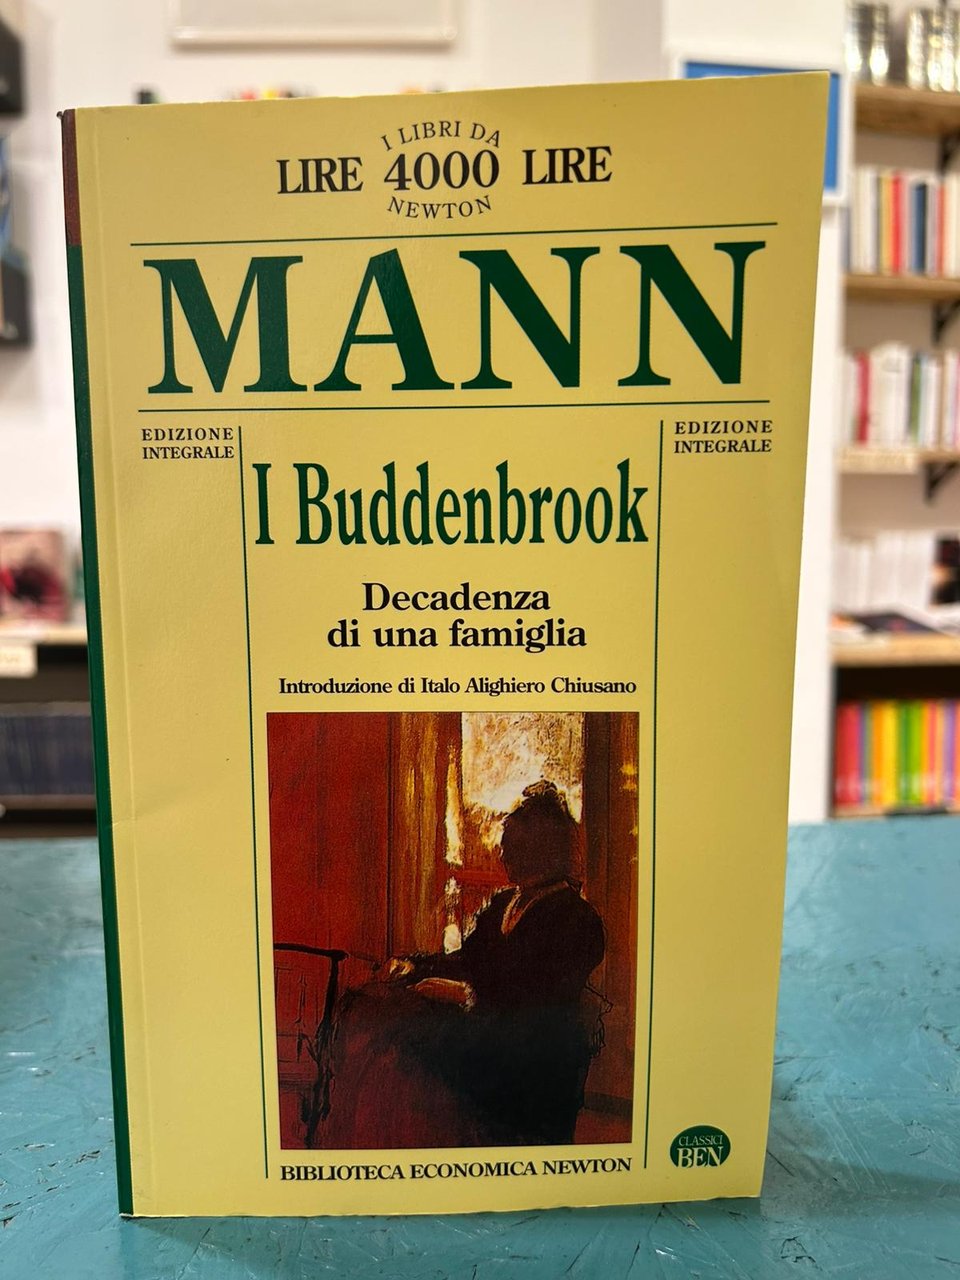 I LIBRI DA
LIRE 4000 LIRE
NEWTON
MANN
EDIZIONE
INTEGRALE
EDIZIONE
INTEGRALE
I Buddenbrook
Decadenza
di una famiglia
Introduzione di Italo Alighiero Chiusano
BIBLIOTECA ECONOMICA NEWTON
CLASSICI
BEN